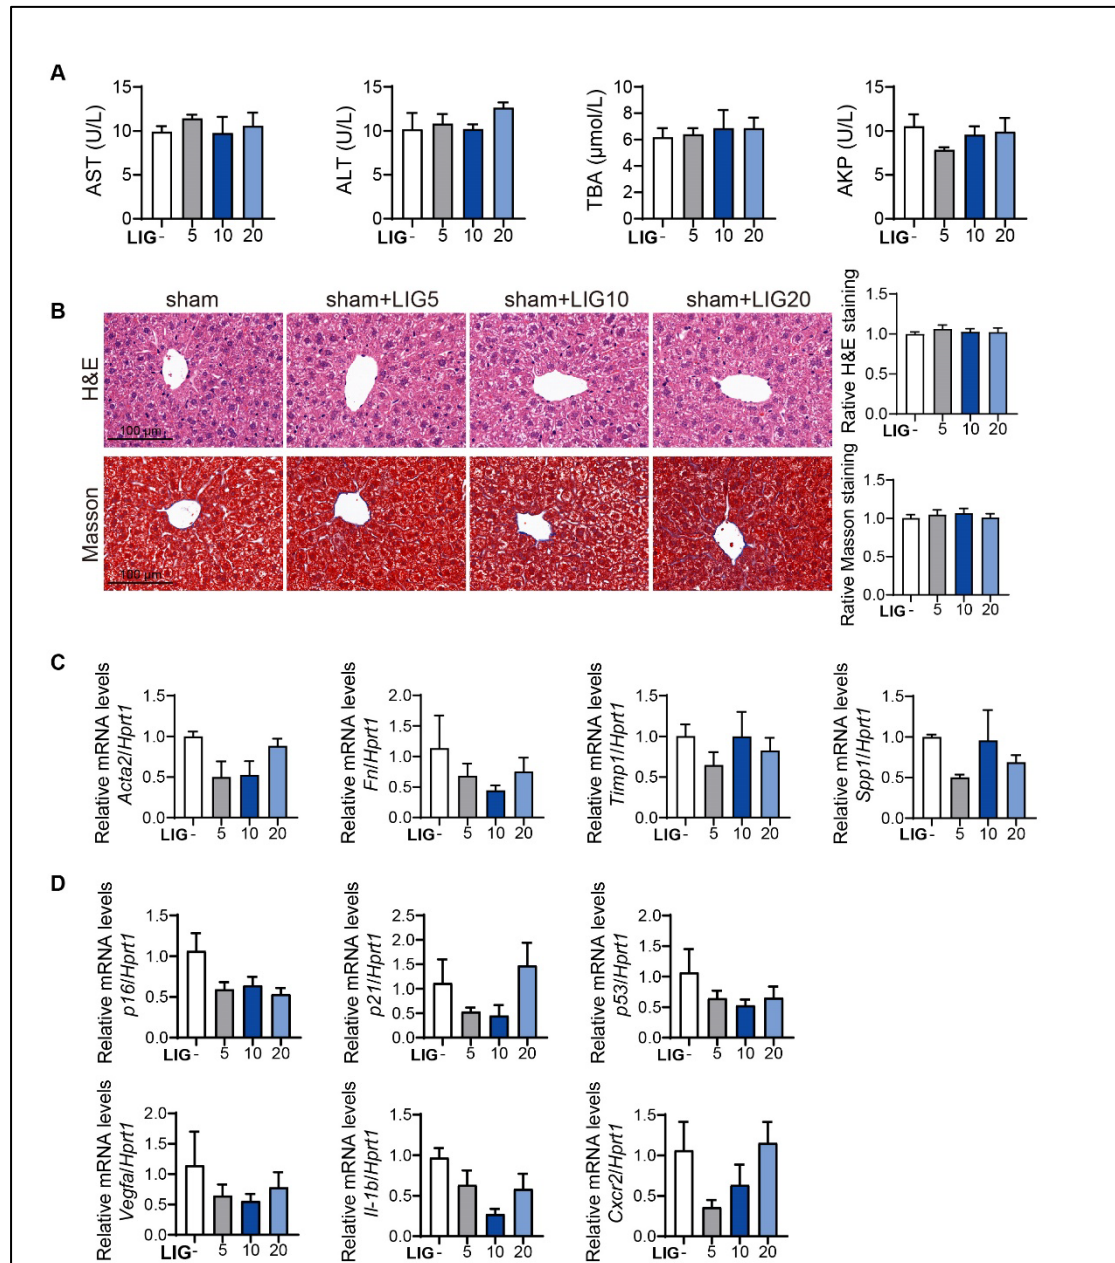 A
AST (U/L)
15
10
5
0
LIG- 5 10 20
ALT (U/L)
15
10
5
0
LIG- 5 10 20
TBA (μmol/L)
10
8
6
4
2
0
LIG- 5 10 20
AKP (U/L)
15
10
5
0
LIG- 5 10 20
B
sham
sham+LIG5
sham+LIG10
sham+LIG20
H&E
100 μm
Rative H&E staining
1.5
1.0
0.5
0.0
LIG- 5 10 20
Masson
100 μm
Rative Masson staining
1.5
1.0
0.5
0.0
LIG- 5 10 20
C
Relative mRNA levels
Acta2/Hprt1
1.5
1.0
0.5
0.0
LIG- 5 10 20
Relative mRNA levels
Fn/Hprt1
2.0
1.5
1.0
0.5
0.0
LIG- 5 10 20
Relative mRNA levels
Timp1/Hprt1
1.5
1.0
0.5
0.0
LIG- 5 10 20
Relative mRNA levels
Spp1/Hprt1
1.5
1.0
0.5
0.0
LIG- 5 10 20
D
Relative mRNA levels
p16/Hprt1
1.5
1.0
0.5
0.0
LIG- 5 10 20
Relative mRNA levels
p21/Hprt1
2.5
2.0
1.5
1.0
0.5
0.0
LIG- 5 10 20
Relative mRNA levels
p53/Hprt1
2.0
1.5
1.0
0.5
0.0
LIG- 5 10 20
Relative mRNA levels
Vegfa/Hprt1
2.0
1.5
1.0
0.5
0.0
LIG- 5 10 20
Relative mRNA levels
Il-1b/Hprt1
1.5
1.0
0.5
0.0
LIG- 5 10 20
Relative mRNA levels
Cxcr2/Hprt1
1.5
1.0
0.5
0.0
LIG- 5 10 20